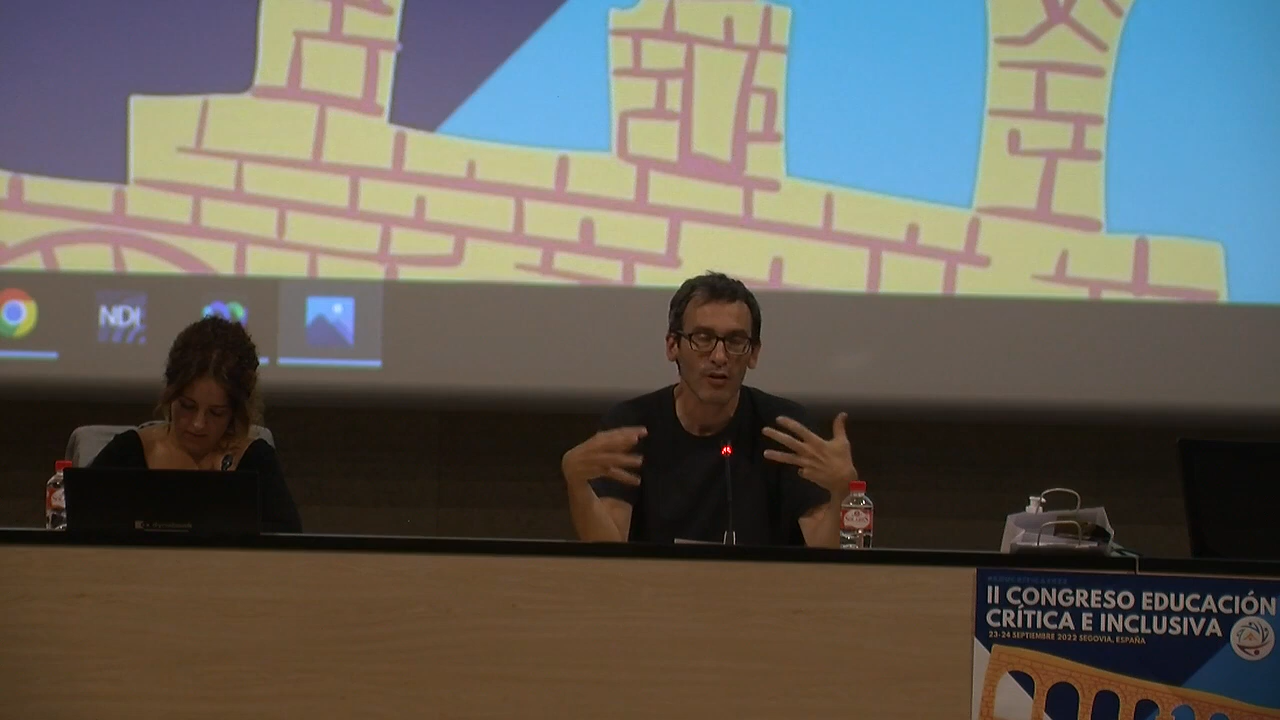 NDI
II CONGRESO EDUCACIÓN
CRÍTICA E INCLUSIVA
23-24 SEPTIEMBRE 2022 SEGOVIA, ESPAÑA